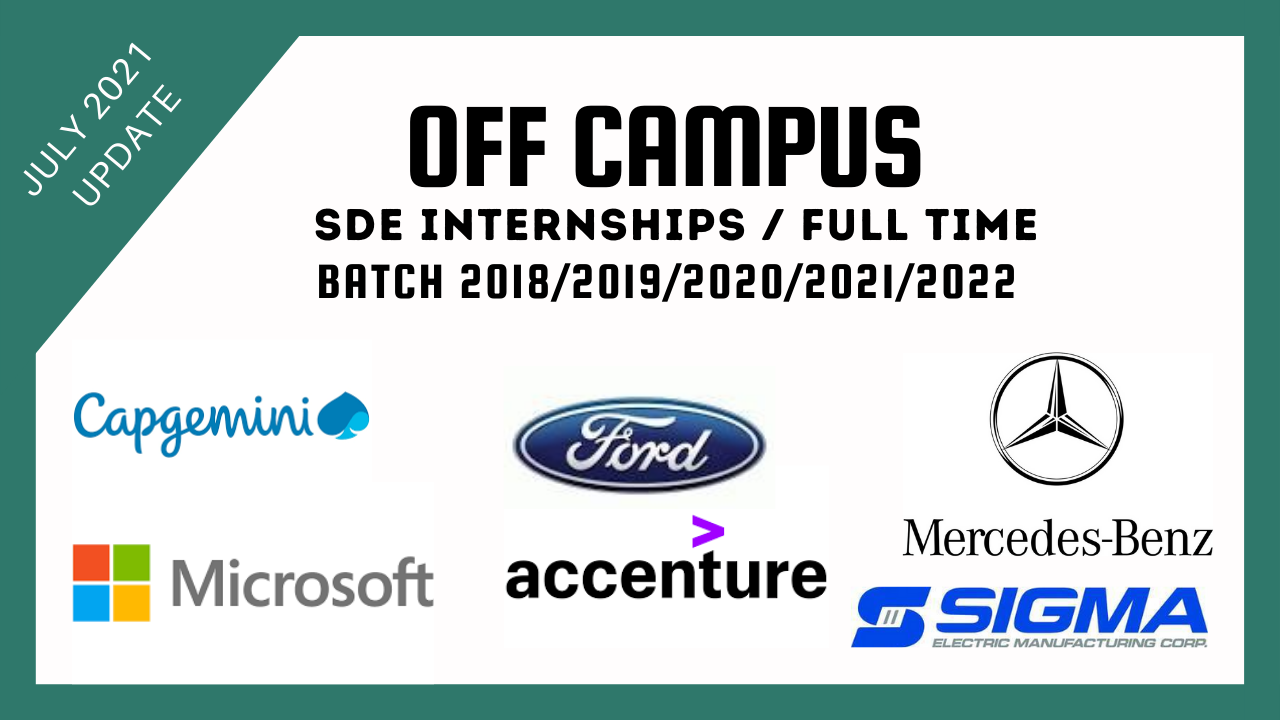 JULY 2021
UPDATE
OFF CAMPUS
SDE INTERNSHIPS / FULL TIME
BATCH 2018/2019/2020/2021/2022
Capgemini
Ford
Mercedes-Benz
Microsoft
>
accenture
SIGMA
ELECTRIC MANUFACTURING CORP.